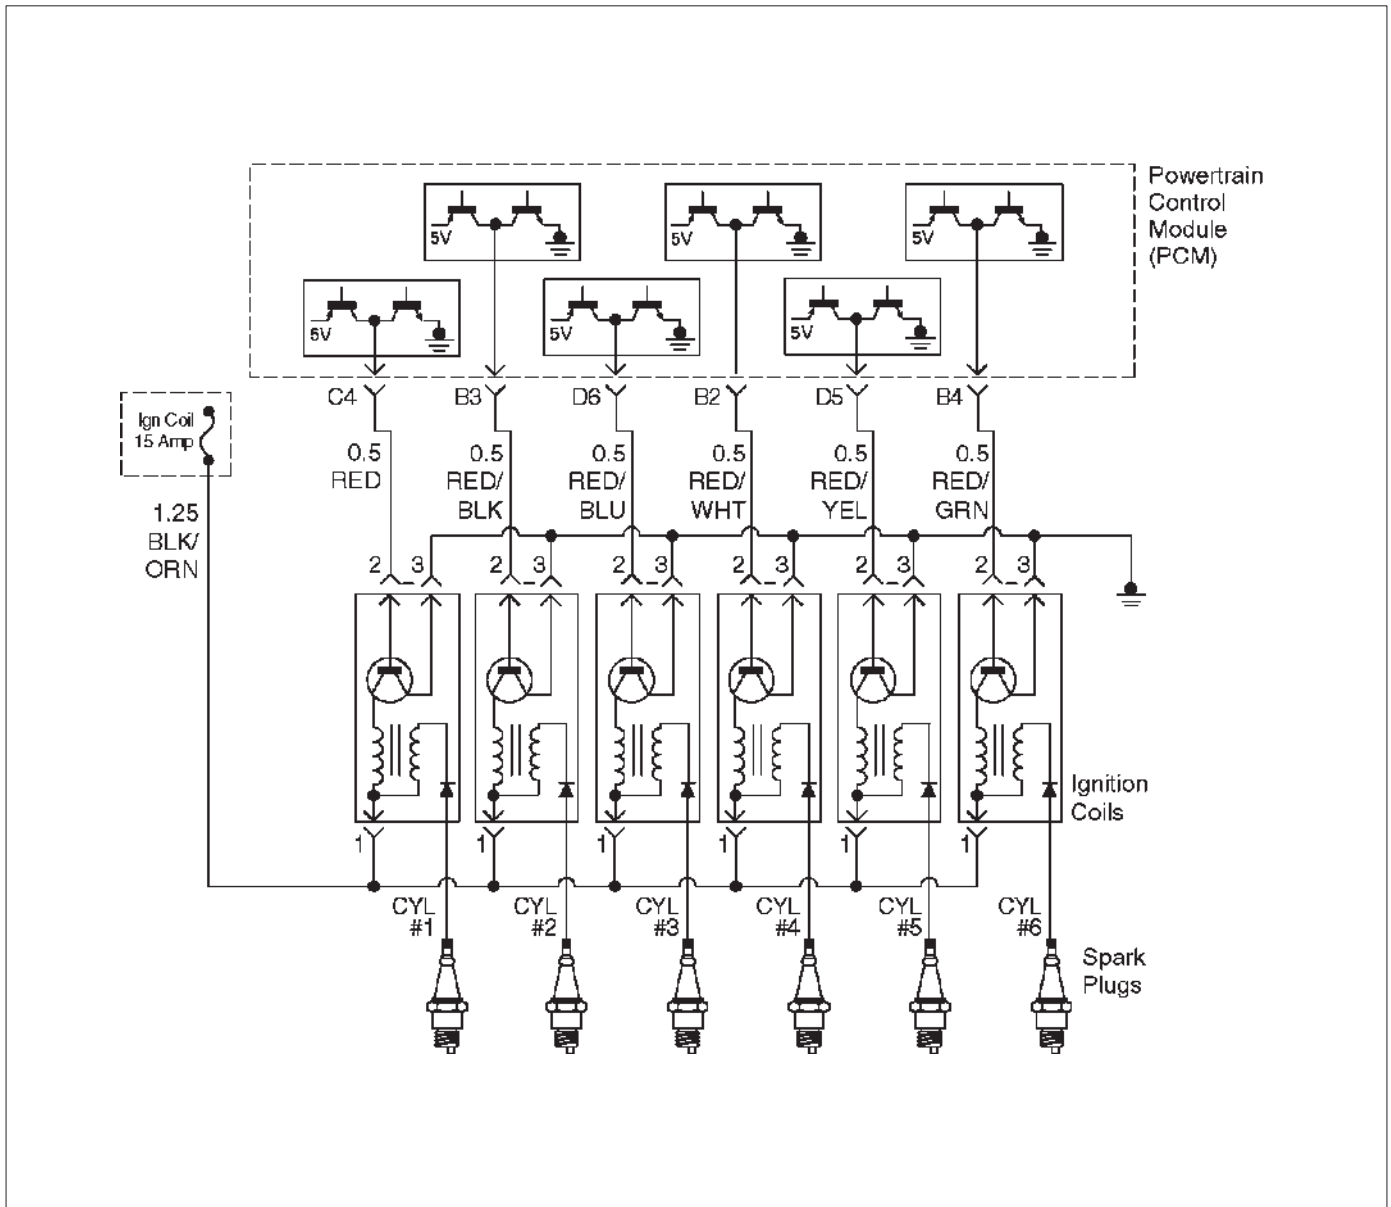 Powertrain
Control
Module
(PCM)
5V
5V
5V
5V
5V
5V
C4
B3
D6
B2
D5
B4
Ign Coil
15 Amp
0.5
RED
0.5
RED/
BLK
0.5
RED/
BLU
0.5
RED/
WHT
0.5
RED/
YEL
0.5
RED/
GRN
1.25
BLK/
ORN
2 3
2 3
2 3
2 3
2 3
2 3
Ignition
Coils
1
1
1
1
1
1
CYL
#1
CYL
#2
CYL
#3
CYL
#4
CYL
#5
CYL
#6
Spark
Plugs